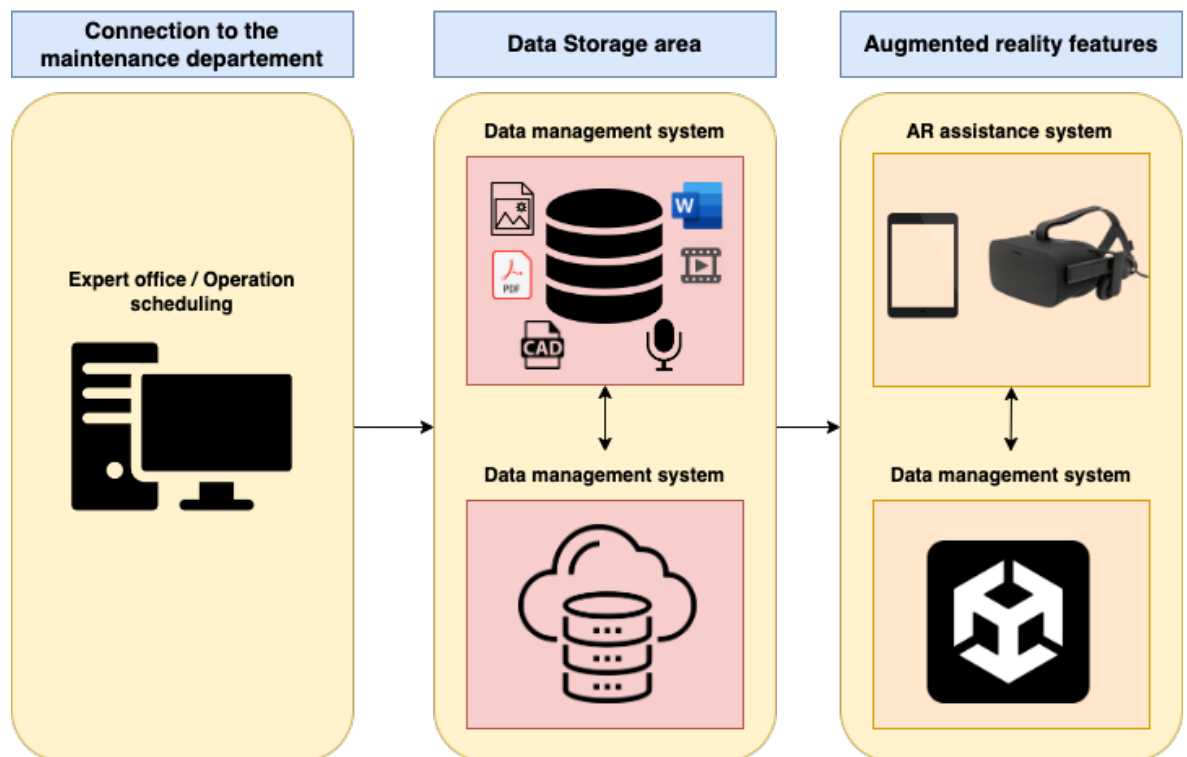 Connection to the
maintenance departement
Data Storage area
Augmented reality features
Expert office / Operation
scheduling
Data management system
W
PDF
CAD
Data management system
AR assistance system
Data management system